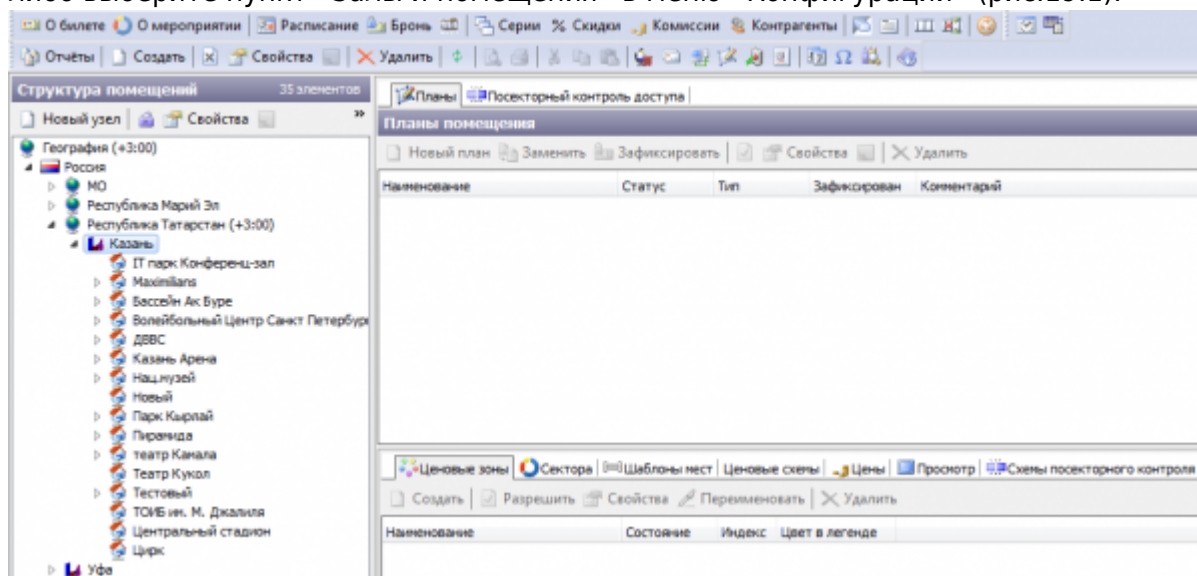 либо выберите пункт "Залы и помещения" в меню "Конфигурация" (рис.10.1).
О билете О мероприятии Расписание Бронь Серии Скидки Комиссии Контрагенты
Отчёты Создать Свойства Удалить
Структура помещений 35 элементов
Новый узел Свойства »
География (+3:00)
Россия
МО
Республика Марий Эл
Республика Татарстан (+3:00)
Казань
IT парк Конференц-зал
Maximilians
Бассейн Ак Буре
Волейбольный Центр Санкт Петербур
ДВВС
Казань Арена
Нац.музей
Новый
Парк Кырлай
Пирамида
театр Камала
Театр Кукол
Тестовый
ТОИБ им. М. Джалиля
Центральный стадион
Цирк
Уфа
Планы Посекторный контроль доступа
Планы помещения
Новый план Заменить Зафиксировать Свойства Удалить
Наименование Статус Тип Зафиксирован Комментарий
Ценовые зоны Сектора Шаблоны мест Ценовые схемы Цены Просмотр Схемы посекторного контроля
Создать Разрешить Свойства Переименовать Удалить
Наименование Состояние Индекс Цвет в легенде